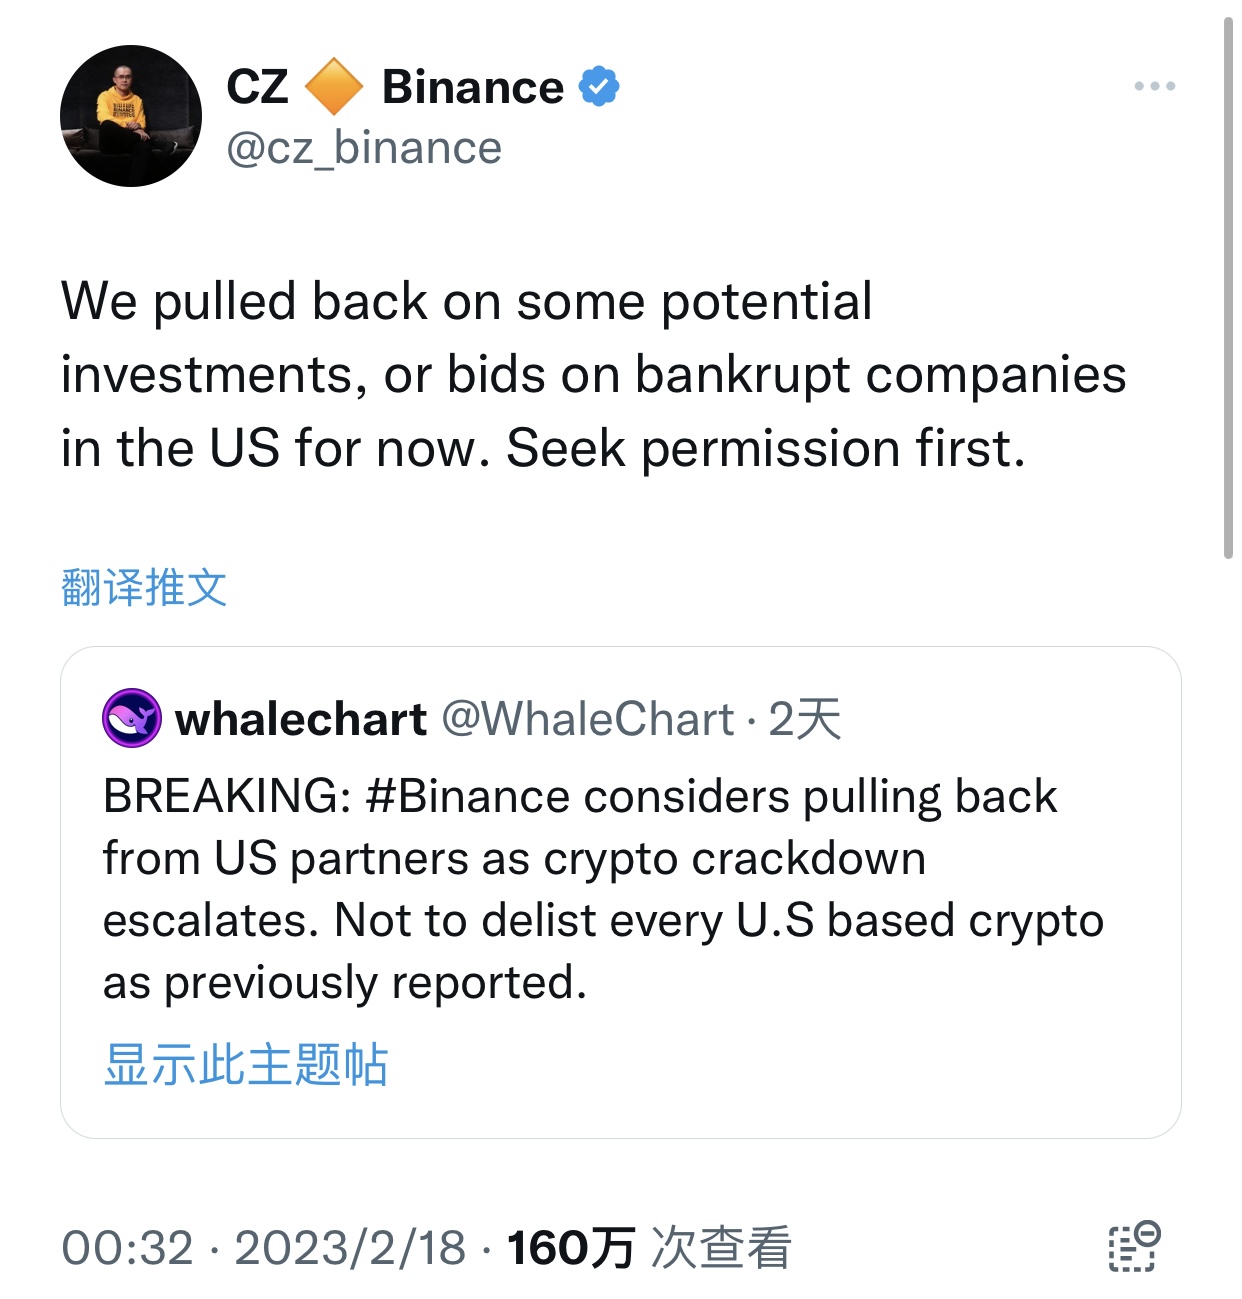 CZ 🔶 Binance
@cz_binance
We pulled back on some potential
investments, or bids on bankrupt companies
in the US for now. Seek permission first.
翻译推文
whalechart @WhaleChart · 2天
BREAKING: #Binance considers pulling back
from US partners as crypto crackdown
escalates. Not to delist every U.S based crypto
as previously reported.
显示此主题帖
00:32 · 2023/2/18 · 160万 次查看